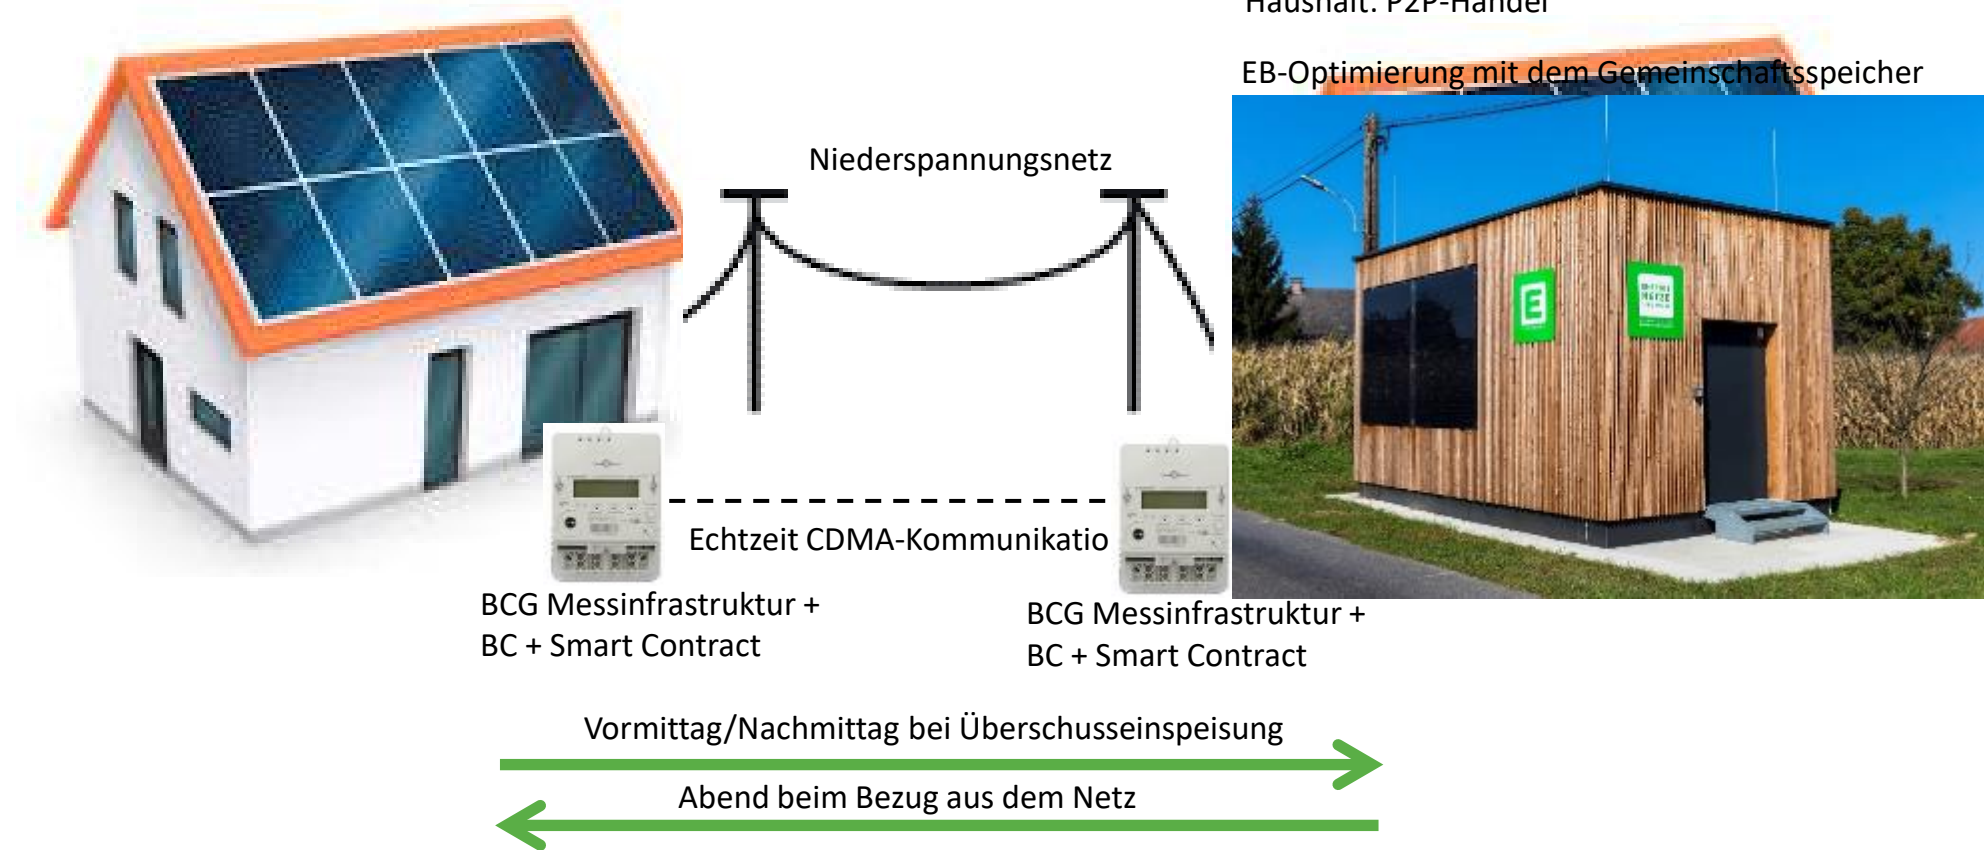 Haushalt: P2P-Handel
EB-Optimierung mit dem Gemeinschaftsspeicher
Niederspannungsnetz
E
NETZE
Echtzeit CDMA-Kommunikatio
BCG Messinfrastruktur +
BC + Smart Contract
BCG Messinfrastruktur +
BC + Smart Contract
Vormittag/Nachmittag bei Überschusseinspeisung
Abend beim Bezug aus dem Netz